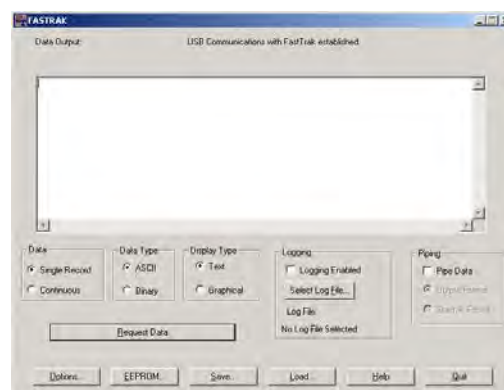 FASTRAK
Data Output: USB Communications with FastTrak established
Data
Single Record
Continuous
Data Type
ASCII
Binary
Display Type
Text
Graphical
Logging
Logging Enabled
Select Log File...
Log File:
No Log File Selected
Piping
Pipe Data
Request Data
Options... EEPROM... Save... Load... Help Quit